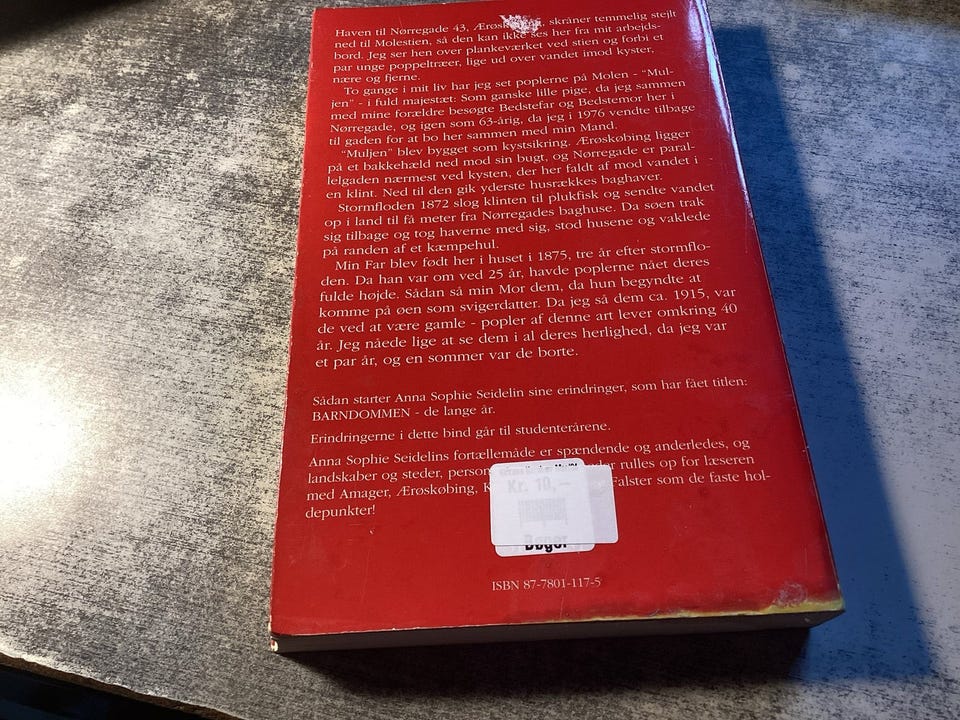 Haven til Nørregade 43, skråner temmelig stejlt
ned til Molestien, så den kan ikke ses her fra mit arbejds-
bord. Jeg ser hen over plankeværket ved stien og forbi et
par unge poppeltræer, lige ud over vandet imod kyster,
nære og fjerne.
To gange i mit liv har jeg set poplerne på Molen - "Mul-
jen" - i fuld majestæt: Som ganske lille pige, da jeg sammen
med mine forældre besøgte Bedstefar og Bedstemor her i
Nørregade, og igen som 63-årig, da jeg i 1976 vendte tilbage
til gaden for at bo her sammen med min Mand.
"Muljen" blev bygget som kystsikring. Ærøskøbing ligger
på et bakkehæld ned mod sin bugt, og Nørregade er paral-
lelgaden nærmest ved kysten, der her faldt af mod vandet i
en klint. Ned til den gik yderste husrækkes baghaver.
Stormfloden 1872 slog klinten til plukfisk og sendte vandet
op i land til få meter fra Nørregades baghuse. Da søen trak
sig tilbage og tog haverne med sig, stod husene og vaklede
på randen af et kæmpehul.
Min Far blev født her i huset i 1875, tre år efter stormflo-
den. Da han var om ved 25 år, havde poplerne nået deres
fulde højde. Sådan så min Mor dem, da hun begyndte at
komme på øen som svigerdatter. Da jeg så dem ca. 1915, var
de ved at være gamle - popler af denne art lever omkring 40
år. Jeg nåede lige at se dem i al deres herlighed, da jeg var
et par år, og en sommer var de borte.
Sådan starter Anna Sophie Seidelin sine erindringer, som har fået titlen:
BARNDOMMEN - de lange år.
Erindringerne i dette bind går til studenterårene.
Anna Sophie Seidelins fortællemåde er spændende og anderledes, og
landskaber og steder, rulles op for læseren
med Amager, Ærøskøbing, Falster som de faste hol-
depunkter!
Kr. 10,-
Bøger
ISBN 87-7801-117-5